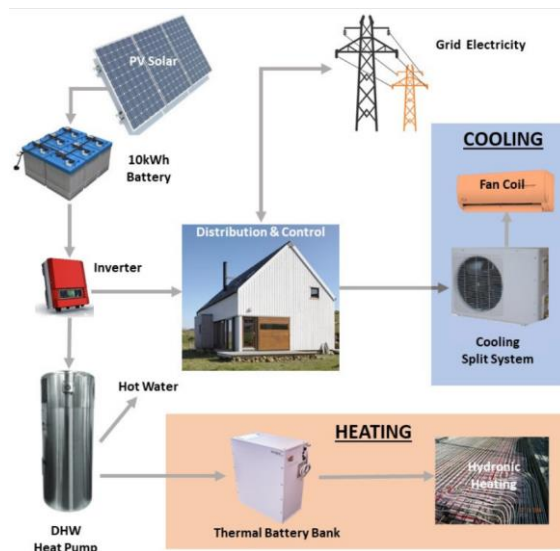 PV Solar
Grid Electricity
10kWh
Battery
COOLING
Fan Coil
Distribution & Control
Inverter
Cooling
Split System
Hot Water
HEATING
Hydronic
Heating
Thermal Battery Bank
DHW
Heat Pump